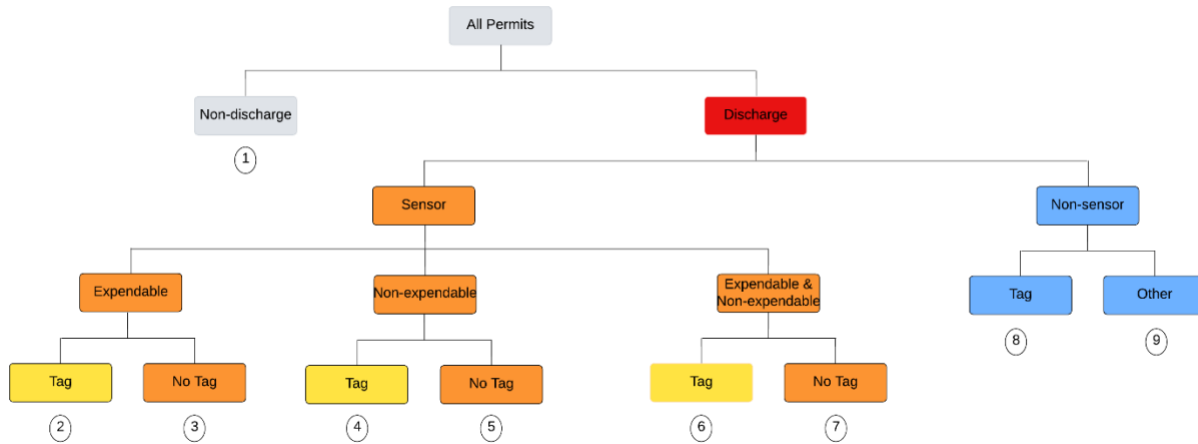 All Permits
Non-discharge
Discharge
1
Sensor
Non-sensor
Expendable
Non-expendable
Expendable &
Non-expendable
Tag
Other
8
9
Tag
No Tag
Tag
No Tag
Tag
No Tag
2
3
4
5
6
7